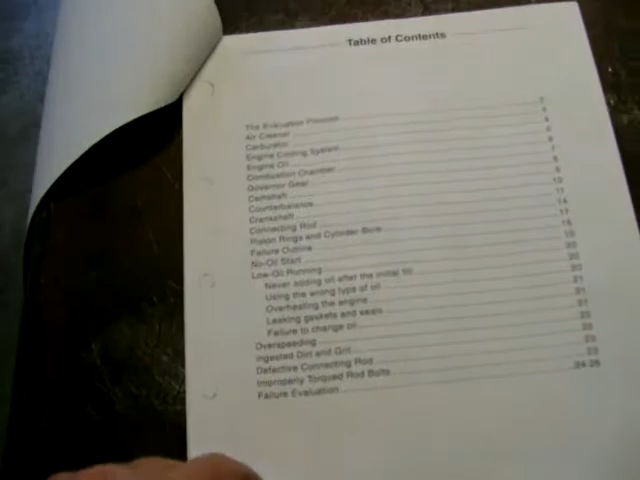 Table of Contents
The Evacuation Process
Air Cleaner
Carburetor
Engine Cooling System
Engine Oil
Combustion Chamber
Governor Gear
Camshaft
Counterbalance
Crankshaft
Connecting Rod
Piston Rings and Cylinder Bore
Failure Outline
No-Oil Start
Low-Oil Running
Never adding oil after the initial fill
Using the wrong type of oil
Overheating the engine
Leaking gaskets and seals
Failure to change oil
Overspeeding
Ingested Dirt and Grit
Defective Connecting Rod
Improperly Torqued Rod Bolts
Failure Evaluation